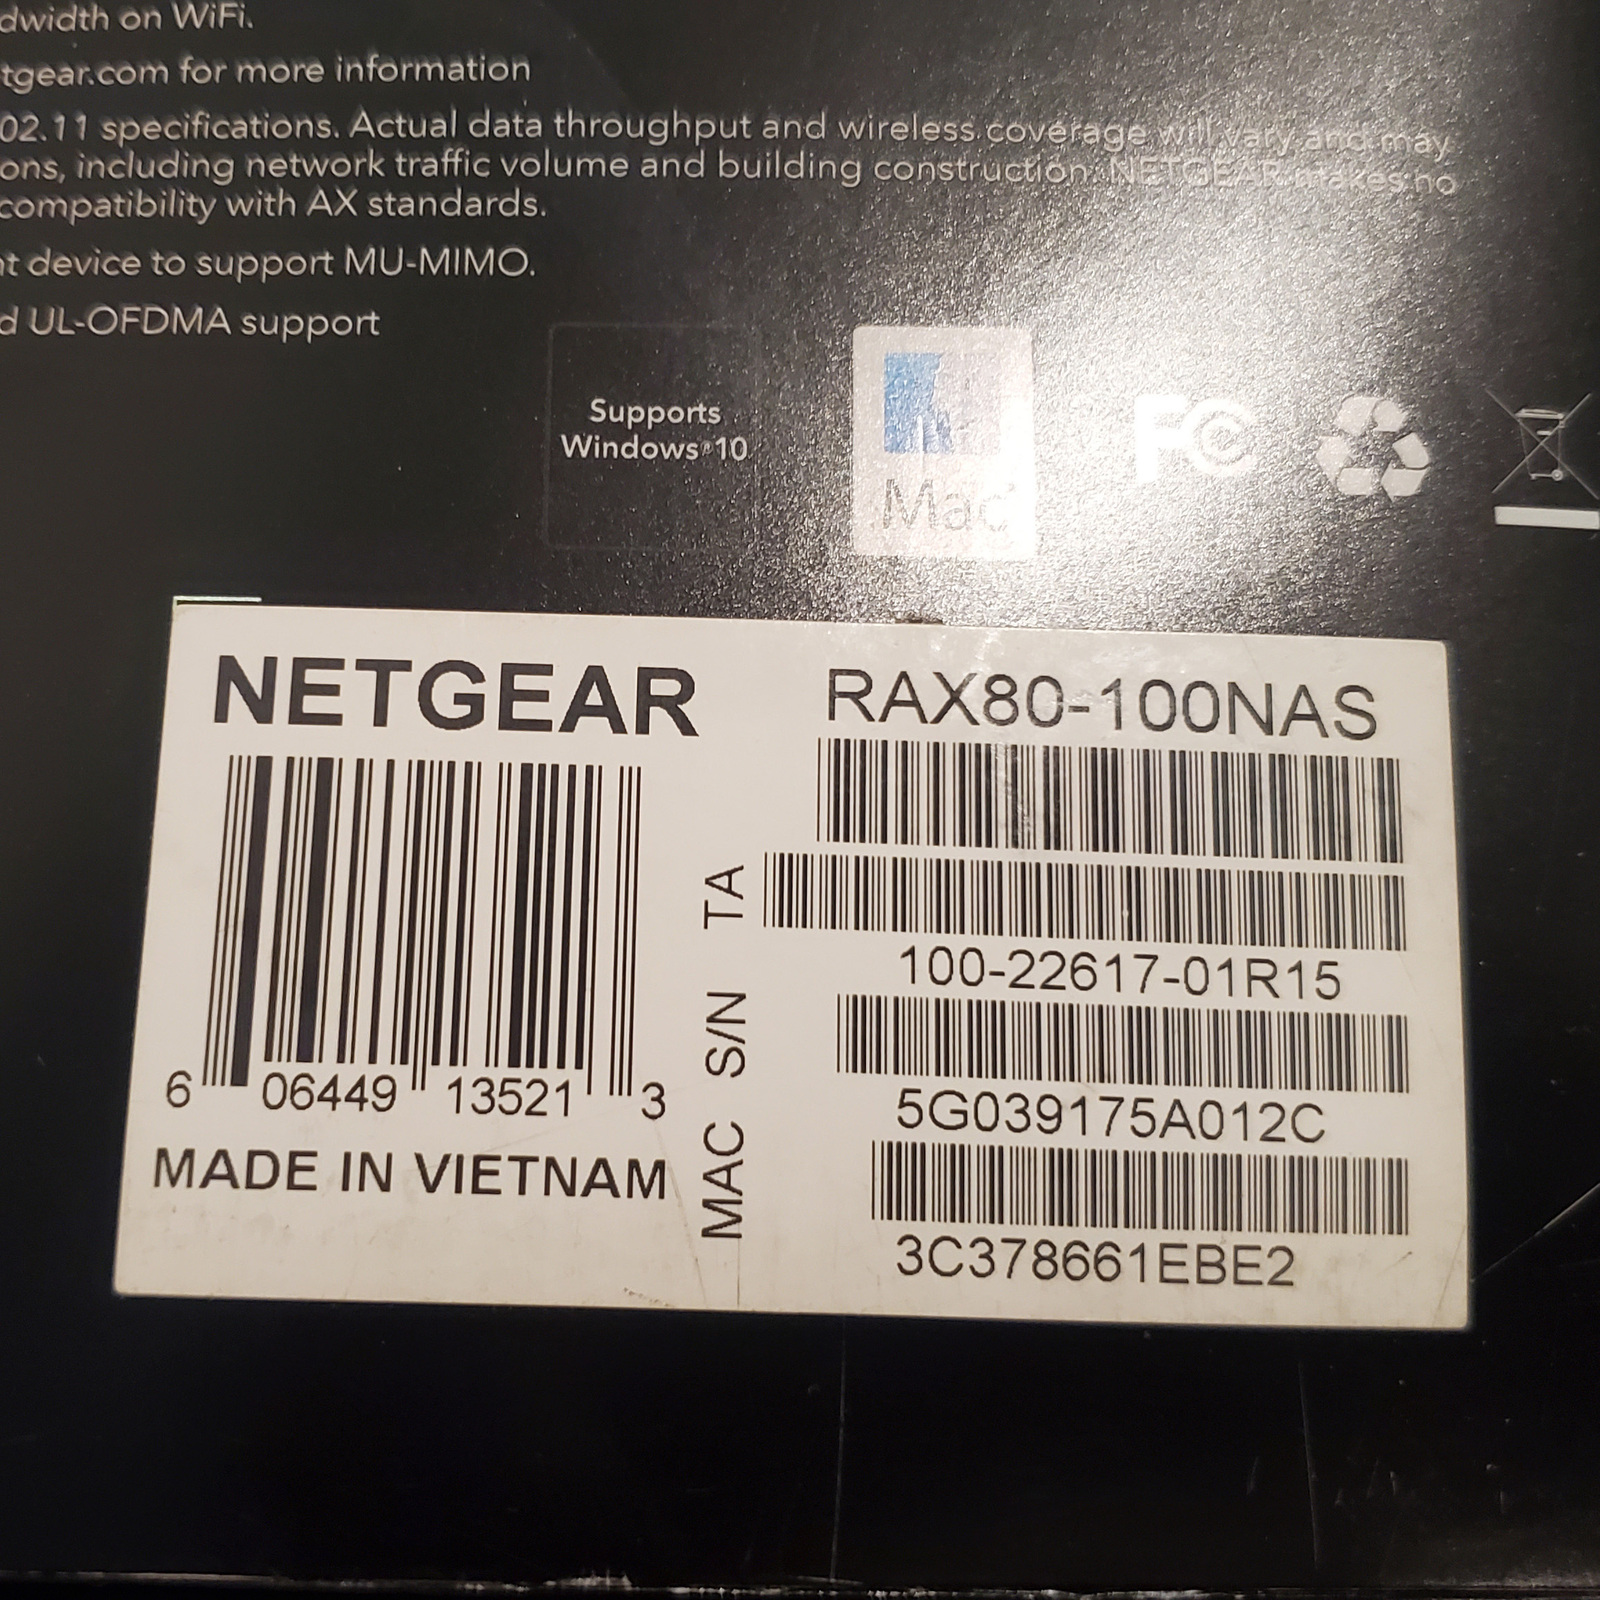 dwidth on WiFi.
tgear.com for more information
02.11 specifications. Actual data throughput and wireless coverage will vary and may
ons, including network traffic volume and building construction. NETGEAR makes no
compatibility with AX standards.
nt device to support MU-MIMO.
d UL-OFDMA support
Supports
Windows® 10
Mac
FC
NETGEAR
RAX80-100NAS
TA
100-22617-01R15
S/N
5G039175A012C
MAC
3C378661EBE2
6 06449 13521 3
MADE IN VIETNAM